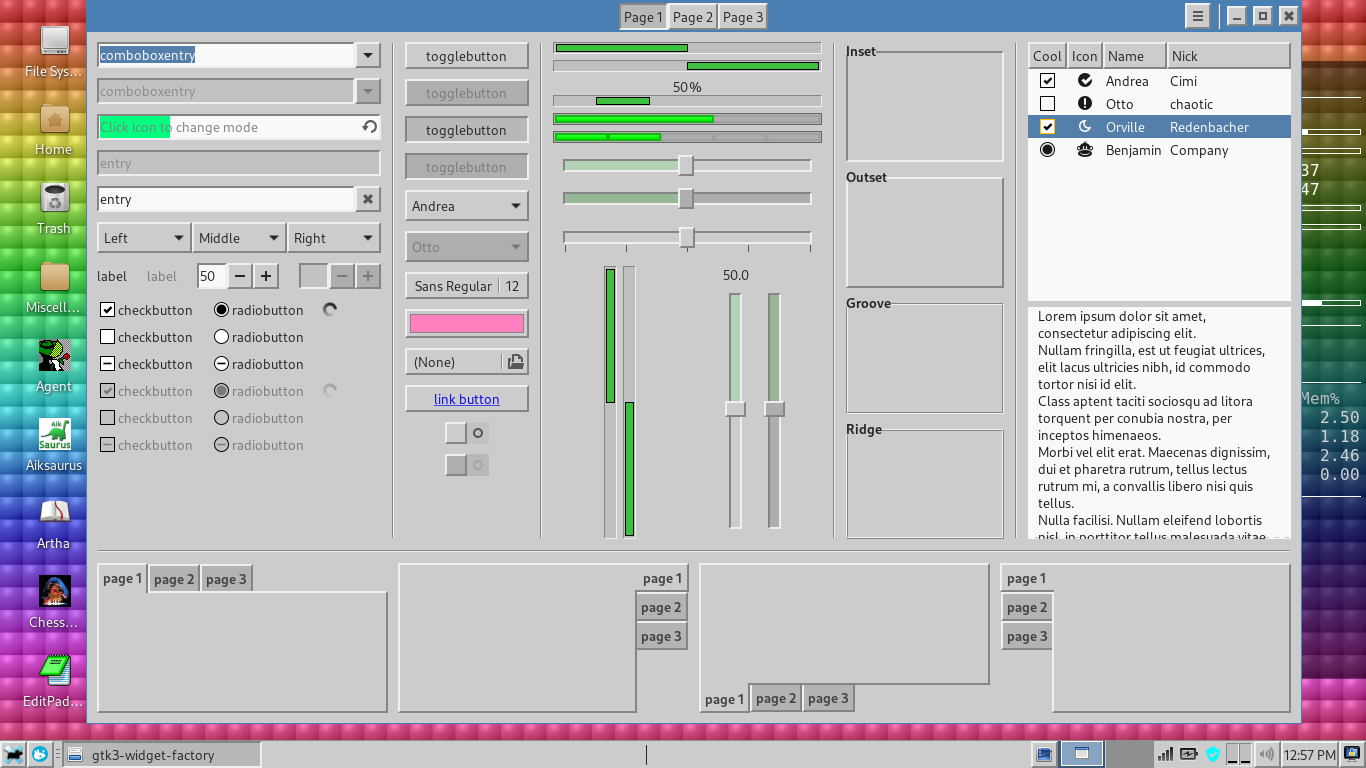 Page 1 Page 2 Page 3
File Sys...
Home
Trash
Miscell...
Agent
Aik
Saurus
Aiksaurus
Artha
Chess...
EditPad...
comboboxentry
comboboxentry
Click icon to change mode
entry
entry
Left Middle Right
label label 50
checkbutton radiobutton
checkbutton radiobutton
checkbutton radiobutton
checkbutton radiobutton
checkbutton radiobutton
checkbutton radiobutton
togglebutton
togglebutton
togglebutton
togglebutton
Andrea
Otto
Sans Regular 12
(None)
link button
50%
50.0
Inset
Outset
Groove
Ridge
Cool Icon Name Nick
Andrea Cimi
Otto chaotic
Orville Redenbacher
Benjamin Company
Lorem ipsum dolor sit amet,
consectetur adipiscing elit.
Nullam fringilla, est ut feugiat ultrices,
elit lacus ultricies nibh, id commodo
tortor nisi id elit.
Class aptent taciti sociosqu ad litora
torquent per conubia nostra, per
inceptos himenaeos.
Morbi vel elit erat. Maecenas dignissim,
dui et pharetra rutrum, tellus lectus
rutrum mi, a convallis libero nisi quis
tellus.
Nulla facilisi. Nullam eleifend lobortis
nisl, in porttitor tellus malesuada vitae
37
47
Mem%
2.50
1.18
2.46
0.00
page 1 page 2 page 3
page 1
page 2
page 3
page 1 page 2 page 3
page 1
page 2
page 3
gtk3-widget-factory
12:57 PM